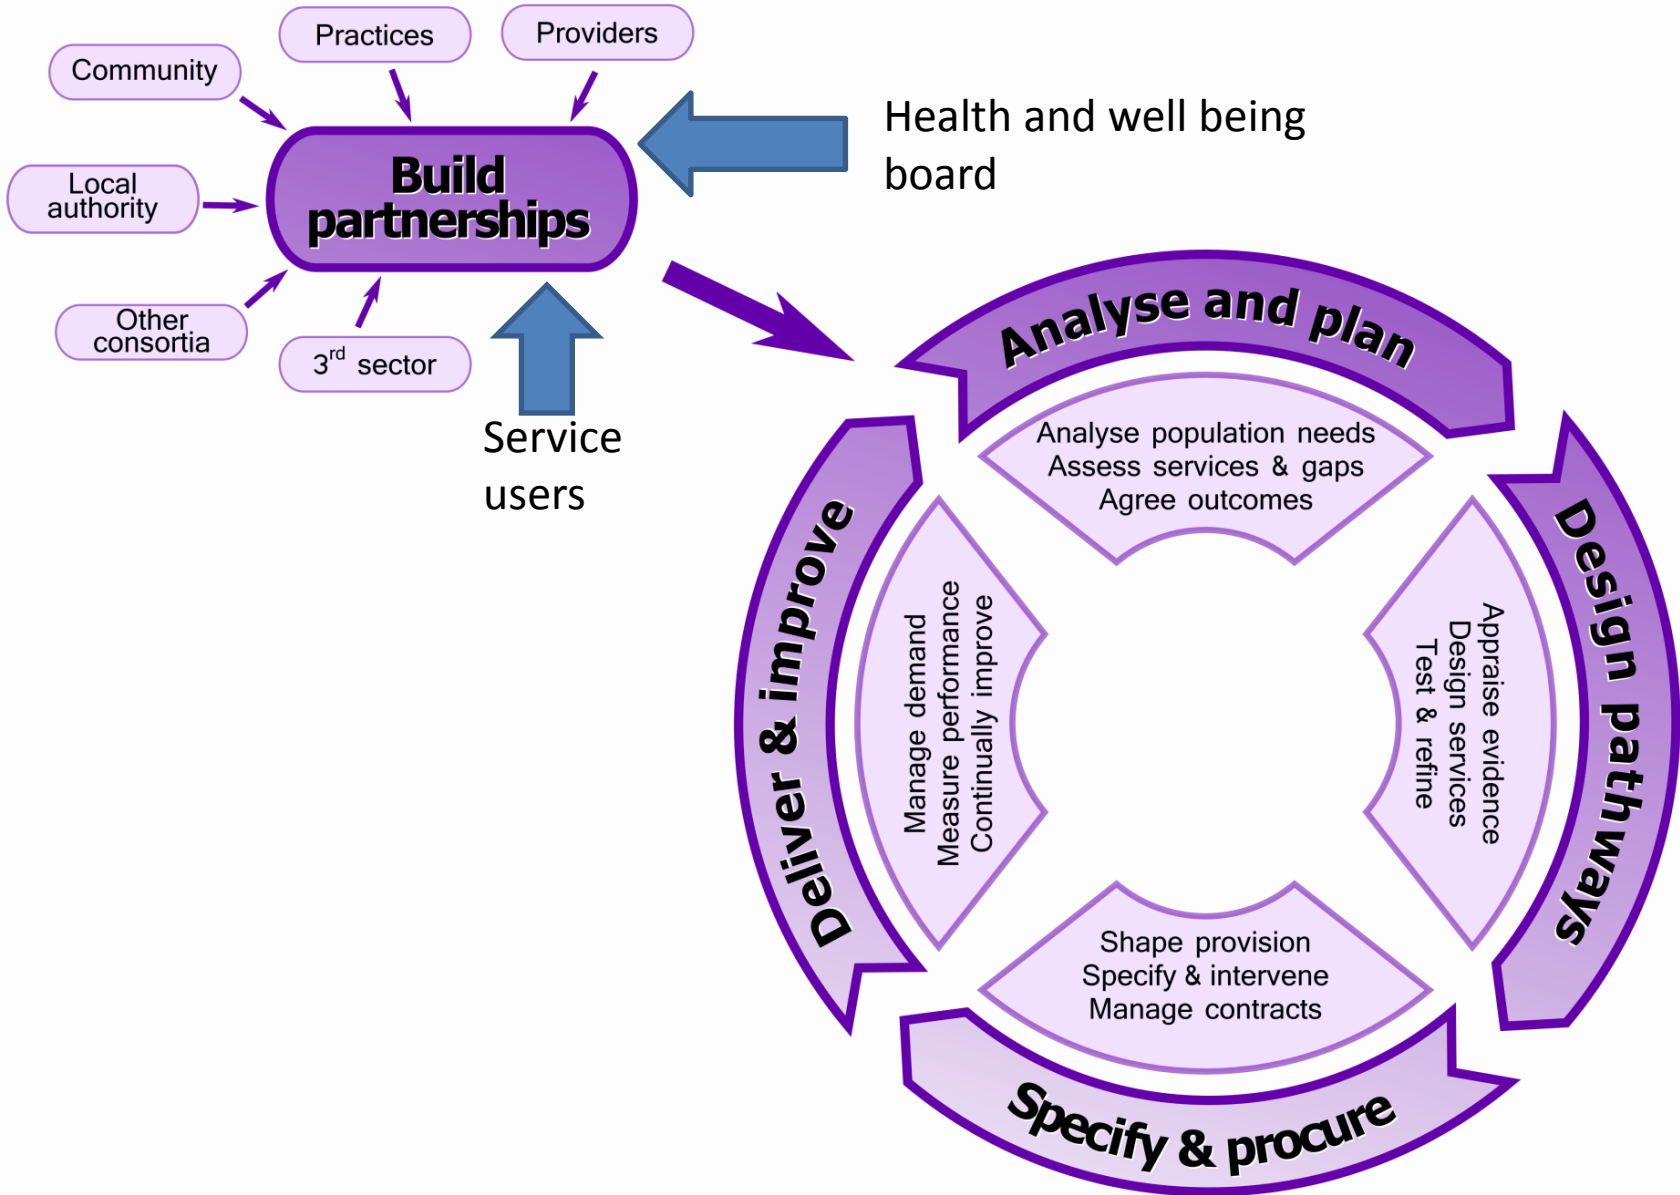 Practices
Providers
Community
Health and well being
board
Build
partnerships
Local
authority
Other
consortia
3rd sector
Service
users
Analyse and plan
Analyse population needs
Assess services & gaps
Agree outcomes
Design pathways
Appraise evidence
Design services
Test & refine
Specify & procure
Shape provision
Specify & intervene
Manage contracts
Deliver & improve
Manage demand
Measure performance
Continually improve